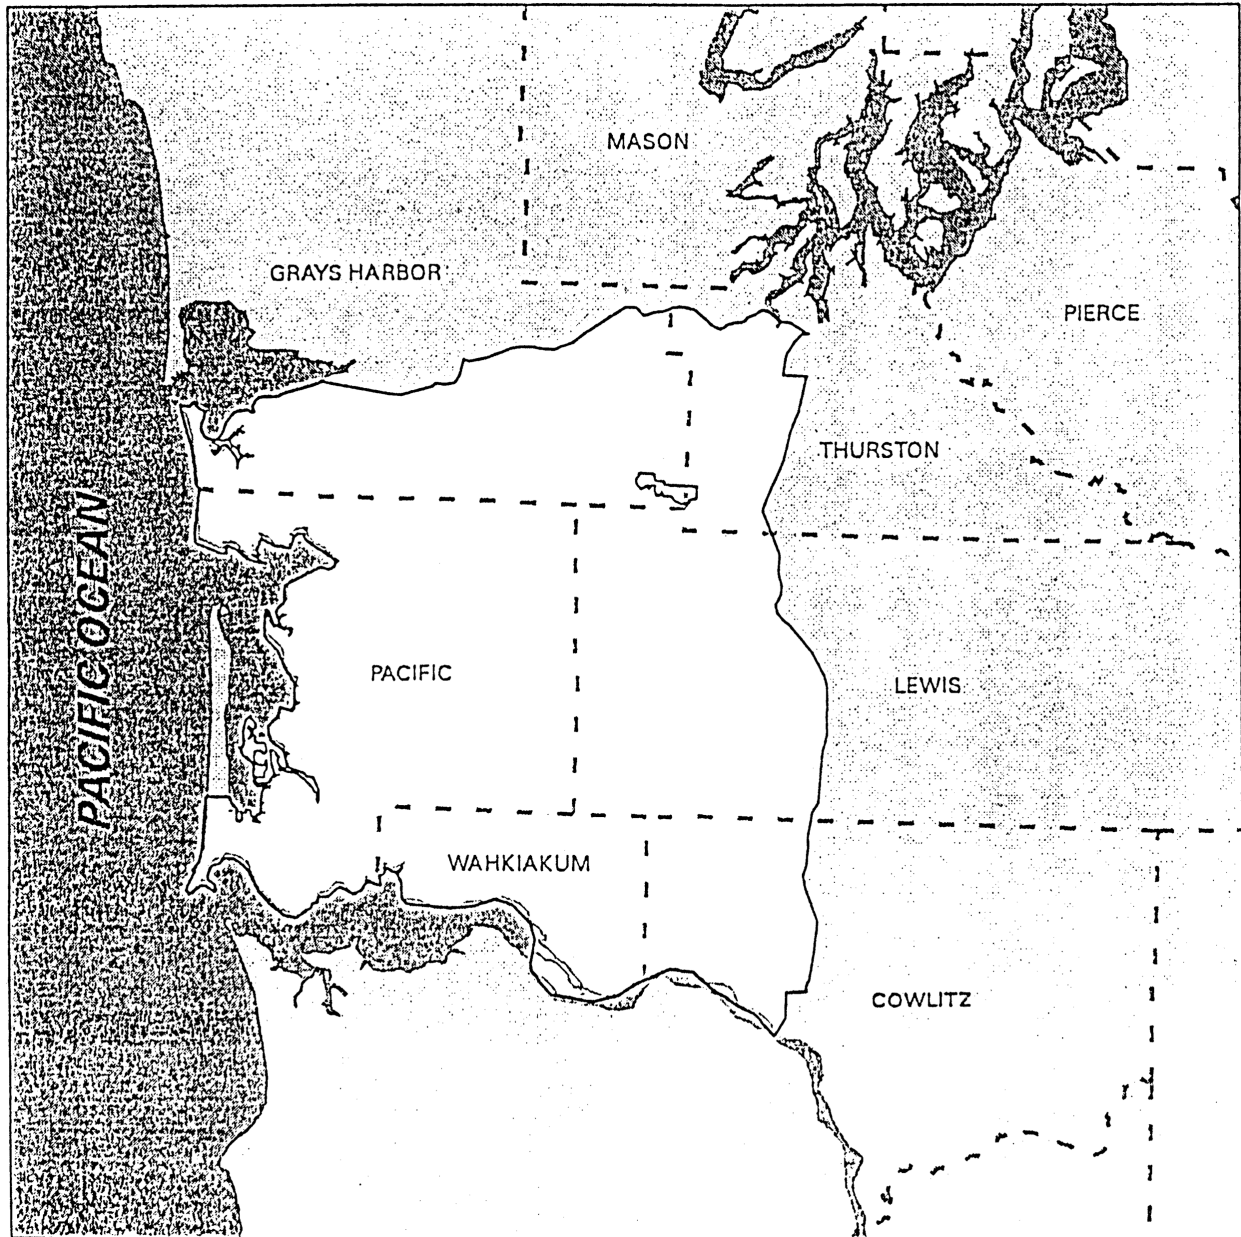 MASON
GRAYS HARBOR
PIERCE
THURSTON
PACIFIC OCEAN
PACIFIC
LEWIS
WAHKIAKUM
COWLITZ